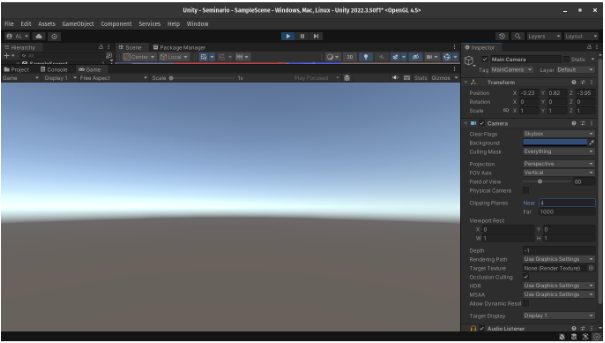 Unity - Seminario - SampleScene - Windows, Mac, Linux - Unity 2022.3.50f1* <OpenGL 4.5>
File Edit Assets GameObject Component Services Help Window
Layers Layout
Hierarchy Scene Package Manager Inspector
Center Local 2D
Main Camera Static
Tag MainCamera Layer Default
Project Console Game
Game Display 1 Free Aspect Scale 1x Play Focused Stats Gizmos
Transform
Position X -0.23 Y 0.82 Z -3.95
Rotation X 0 Y 0 Z 0
Scale X 1 Y 1 Z 1
Camera
Clear Flags Skybox
Background
Culling Mask Everything
Projection Perspective
FOV Axis Vertical
Field of View 60
Physical Camera
Clipping Planes Near 4
Far 1000
Viewport Rect
X 0 Y 0
W 1 H 1
Depth -1
Rendering Path Use Graphics Settings
Target Texture None (Render Texture)
Occlusion Culling
HDR Use Graphics Settings
MSAA Use Graphics Settings
Allow Dynamic Resol
Target Display Display 1
Audio Listener